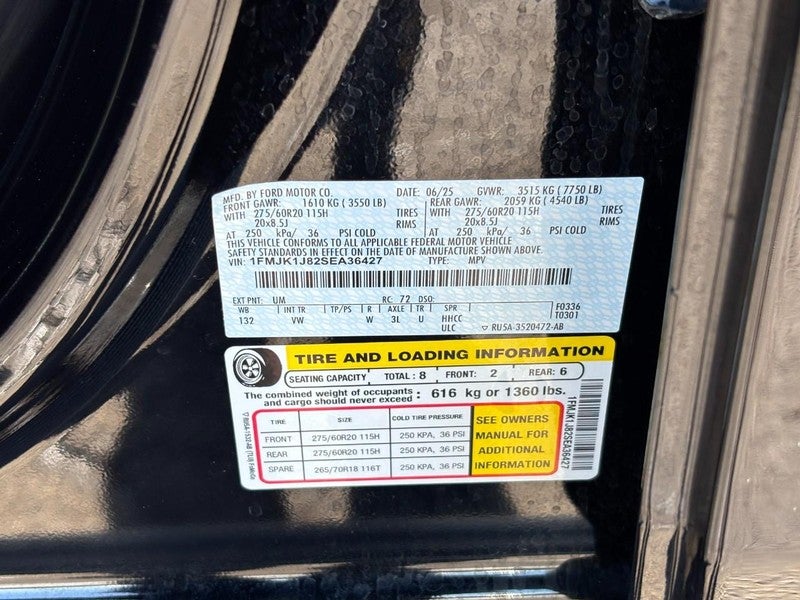 MFD. BY FORD MOTOR CO. DATE: 06/25 GVWR: 3515 KG ( 7750 LB)
FRONT GAWR: 1610 KG ( 3550 LB) REAR GAWR: 2059 KG ( 4540 LB)
WITH 275/60R20 115H TIRES WITH 275/60R20 115H TIRES
20x8.5J RIMS 20x8.5J RIMS
AT 250 kPa/ 36 PSI COLD AT 250 kPa/ 36 PSI COLD
THIS VEHICLE CONFORMS TO ALL APPLICABLE FEDERAL MOTOR VEHICLE
SAFETY STANDARDS IN EFFECT ON THE DATE OF MANUFACTURE SHOWN ABOVE.
VIN: 1FMJK1J82SEA36427 TYPE: MPV
EXT PNT: UM RC: 72 DSO: F0336
WB INT TR TP/PS R AXLE TR SPR T0301
132 VW W 3L U HHCC
ULC ▽ RU5A-3520472-AB
TIRE AND LOADING INFORMATION
SEATING CAPACITY TOTAL : 8 FRONT: 2 REAR: 6
The combined weight of occupants
and cargo should never exceed : 616 kg or 1360 lbs.
TIRE SIZE COLD TIRE PRESSURE
FRONT 275/60R20 115H 250 KPA, 36 PSI
REAR 275/60R20 115H 250 KPA, 36 PSI
SPARE 265/70R18 116T 250 KPA, 36 PSI
SEE OWNERS
MANUAL FOR
ADDITIONAL
INFORMATION
1FMJK1J82SEA36427